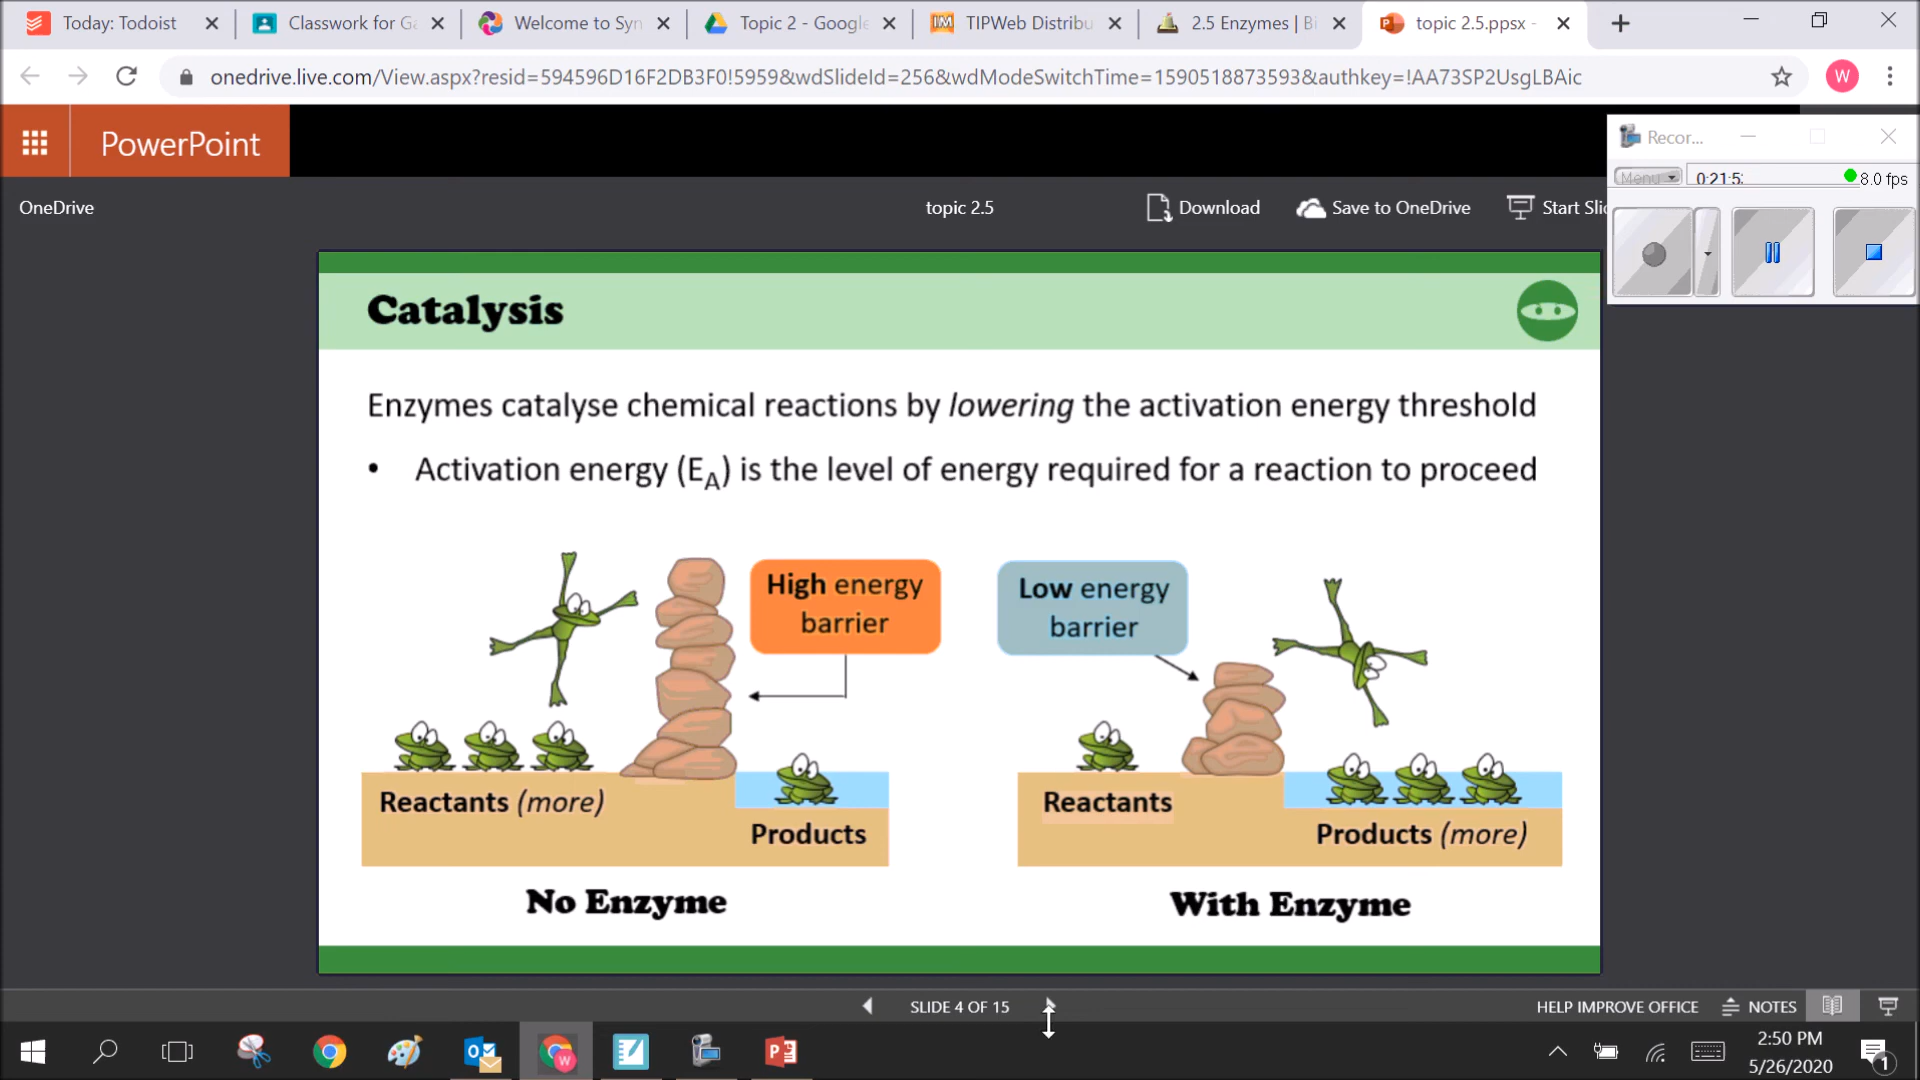 Today: Todoist
Classwork for Ga
Welcome to Syn
Topic 2 - Google
TIPWeb Distribu
2.5 Enzymes | Bi
topic 2.5.ppsx -
onedrive.live.com/View.aspx?resid=594596D16F2DB3F0!5959&wdSlideId=256&wdModeSwitchTime=1590518873593&authkey=!AA73SP2UsgLBAic
W
PowerPoint
Recor...
Menu
0:21:5
8.0 fps
OneDrive
topic 2.5
Download
Save to OneDrive
Start Slid
Catalysis
Enzymes catalyse chemical reactions by lowering the activation energy threshold
• Activation energy (EA) is the level of energy required for a reaction to proceed
High energy
barrier
Low energy
barrier
Reactants (more)
Products
Reactants
Products (more)
No Enzyme
With Enzyme
SLIDE 4 OF 15
HELP IMPROVE OFFICE
NOTES
2:50 PM
5/26/2020
1